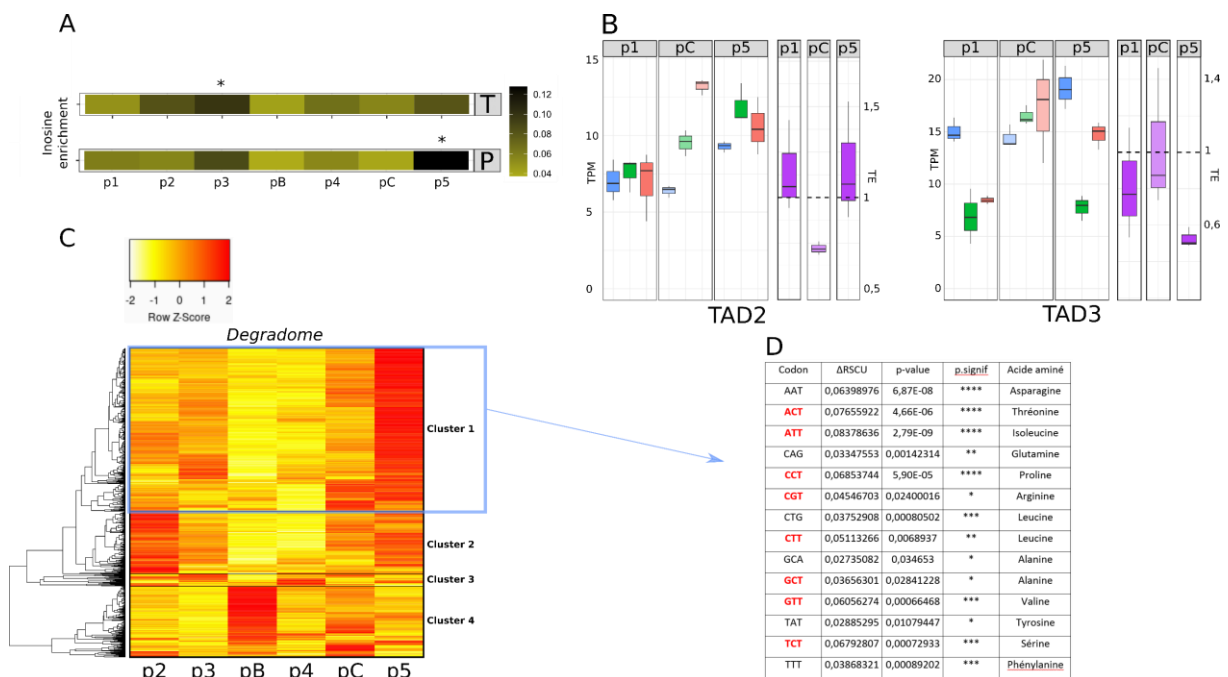 A
Inosine
enrichment
*
T
*
P
p1 p2 p3 pB p4 pC p5
0.12
0.10
0.08
0.06
0.04
B
p1 pC p5 p1 pC p5
15
10
5
0
TPM
1,5
1
0,5
TE
TAD2
p1 pC p5 p1 pC p5
20
15
10
5
0
TPM
1,4
1
0,6
TE
TAD3
C
-2 -1 0 1 2
Row Z-Score
Degradome
Cluster 1
Cluster 2
Cluster 3
Cluster 4
p2 p3 pB p4 pC p5
D
Codon ΔRSCU p-value p.signif Acide aminé
AAT 0,06398976 6,87E-08 **** Asparagine
ACT 0,07655922 4,66E-06 **** Thréonine
ATT 0,08378636 2,79E-09 **** Isoleucine
CAG 0,03347553 0,00142314 ** Glutamine
CCT 0,06853744 5,90E-05 **** Proline
CGT 0,04546703 0,02400016 * Arginine
CTG 0,03752908 0,00080502 *** Leucine
CTT 0,05113266 0,0068937 ** Leucine
GCA 0,02735082 0,034653 * Alanine
GCT 0,03656301 0,02841228 * Alanine
GTT 0,06056274 0,00066468 *** Valine
TAT 0,02885295 0,01079447 * Tyrosine
TCT 0,06792807 0,00072933 *** Sérine
TTT 0,03868321 0,00089202 *** Phénylanine